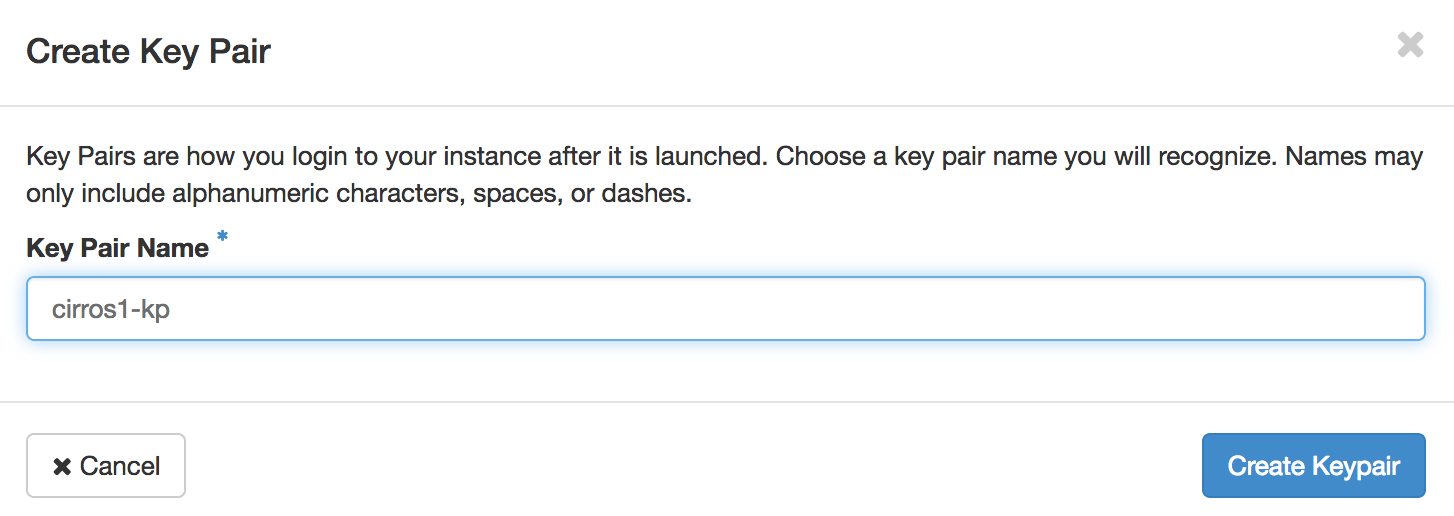 Create Key Pair
Key Pairs are how you login to your instance after it is launched. Choose a key pair name you will recognize. Names may
only include alphanumeric characters, spaces, or dashes.
Key Pair Name *
cirros1-kp
Cancel
Create Keypair